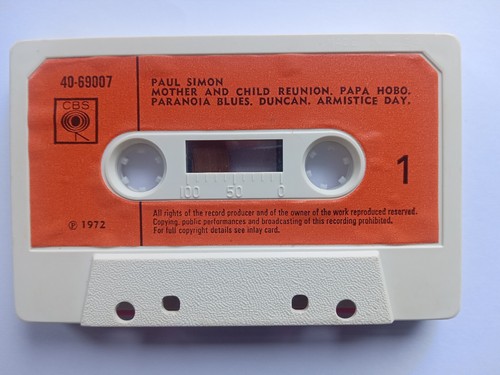 40-69007
CBS
PAUL SIMON
MOTHER AND CHILD REUNION. PAPA HOBO.
PARANOIA BLUES. DUNCAN. ARMISTICE DAY.
100 50 0
1
All rights of the record producer and of the owner of the work reproduced reserved.
Copying, public performances and broadcasting of this recording prohibited.
For full copyright details see inlay card.
℗ 1972